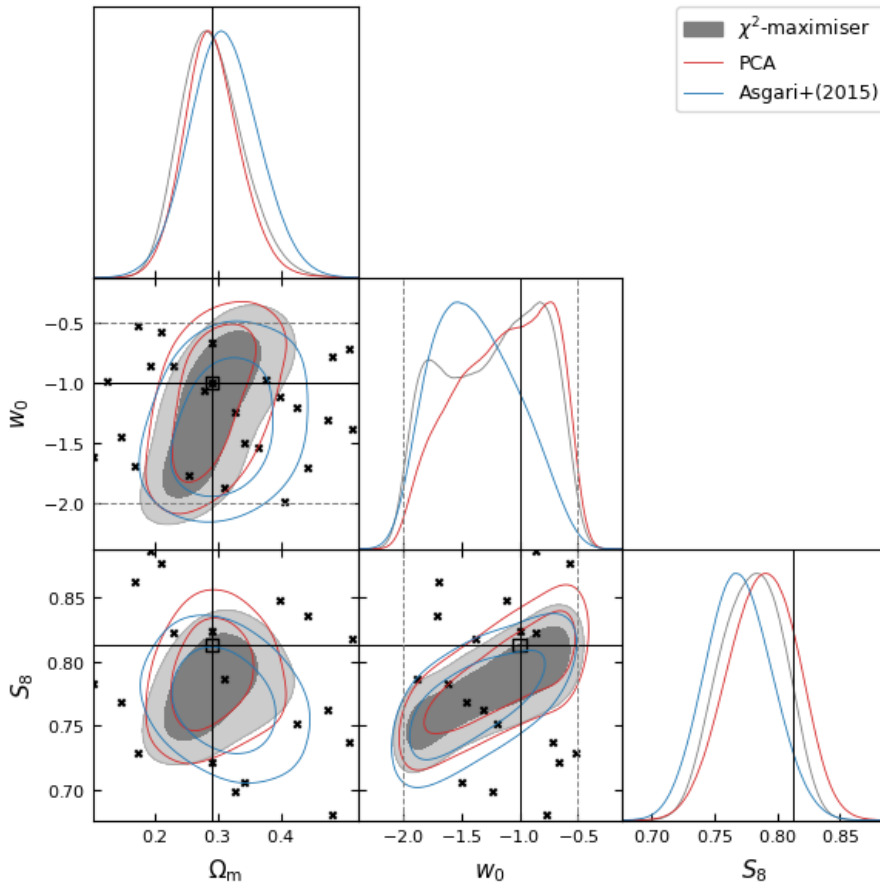 χ²-maximiser
PCA
Asgari+(2015)
w₀
−0.5
−1.0
−1.5
−2.0
S₈
0.85
0.80
0.75
0.70
0.2 0.3 0.4
−2.0 −1.5 −1.0 −0.5
0.70 0.75 0.80 0.85
Ωₘ w₀ S₈